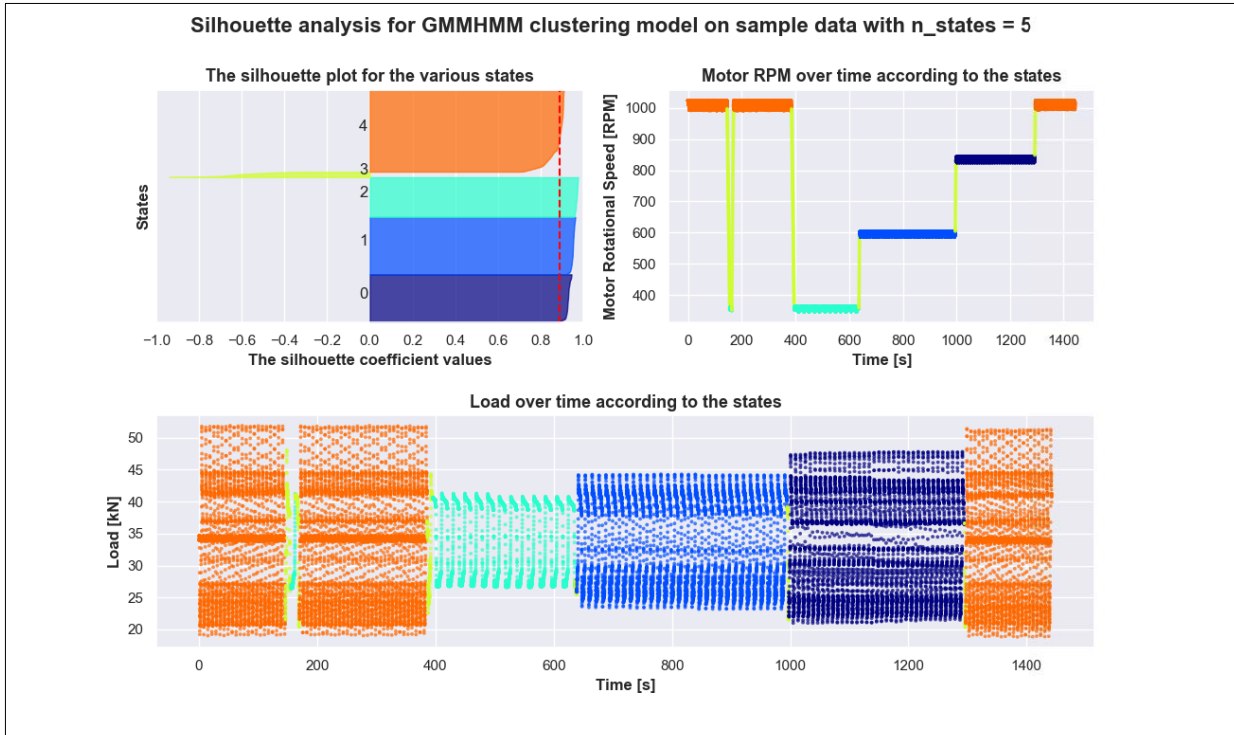 Silhouette analysis for GMMHMM clustering model on sample data with n_states = 5
The silhouette plot for the various states
States
4
3
2
1
0
−1.0 −0.8 −0.6 −0.4 −0.2 0.0 0.2 0.4 0.6 0.8 1.0
The silhouette coefficient values
Motor RPM over time according to the states
Motor Rotational Speed [RPM]
1000
900
800
700
600
500
400
0 200 400 600 800 1000 1200 1400
Time [s]
Load over time according to the states
Load [kN]
50
45
40
35
30
25
20
0 200 400 600 800 1000 1200 1400
Time [s]